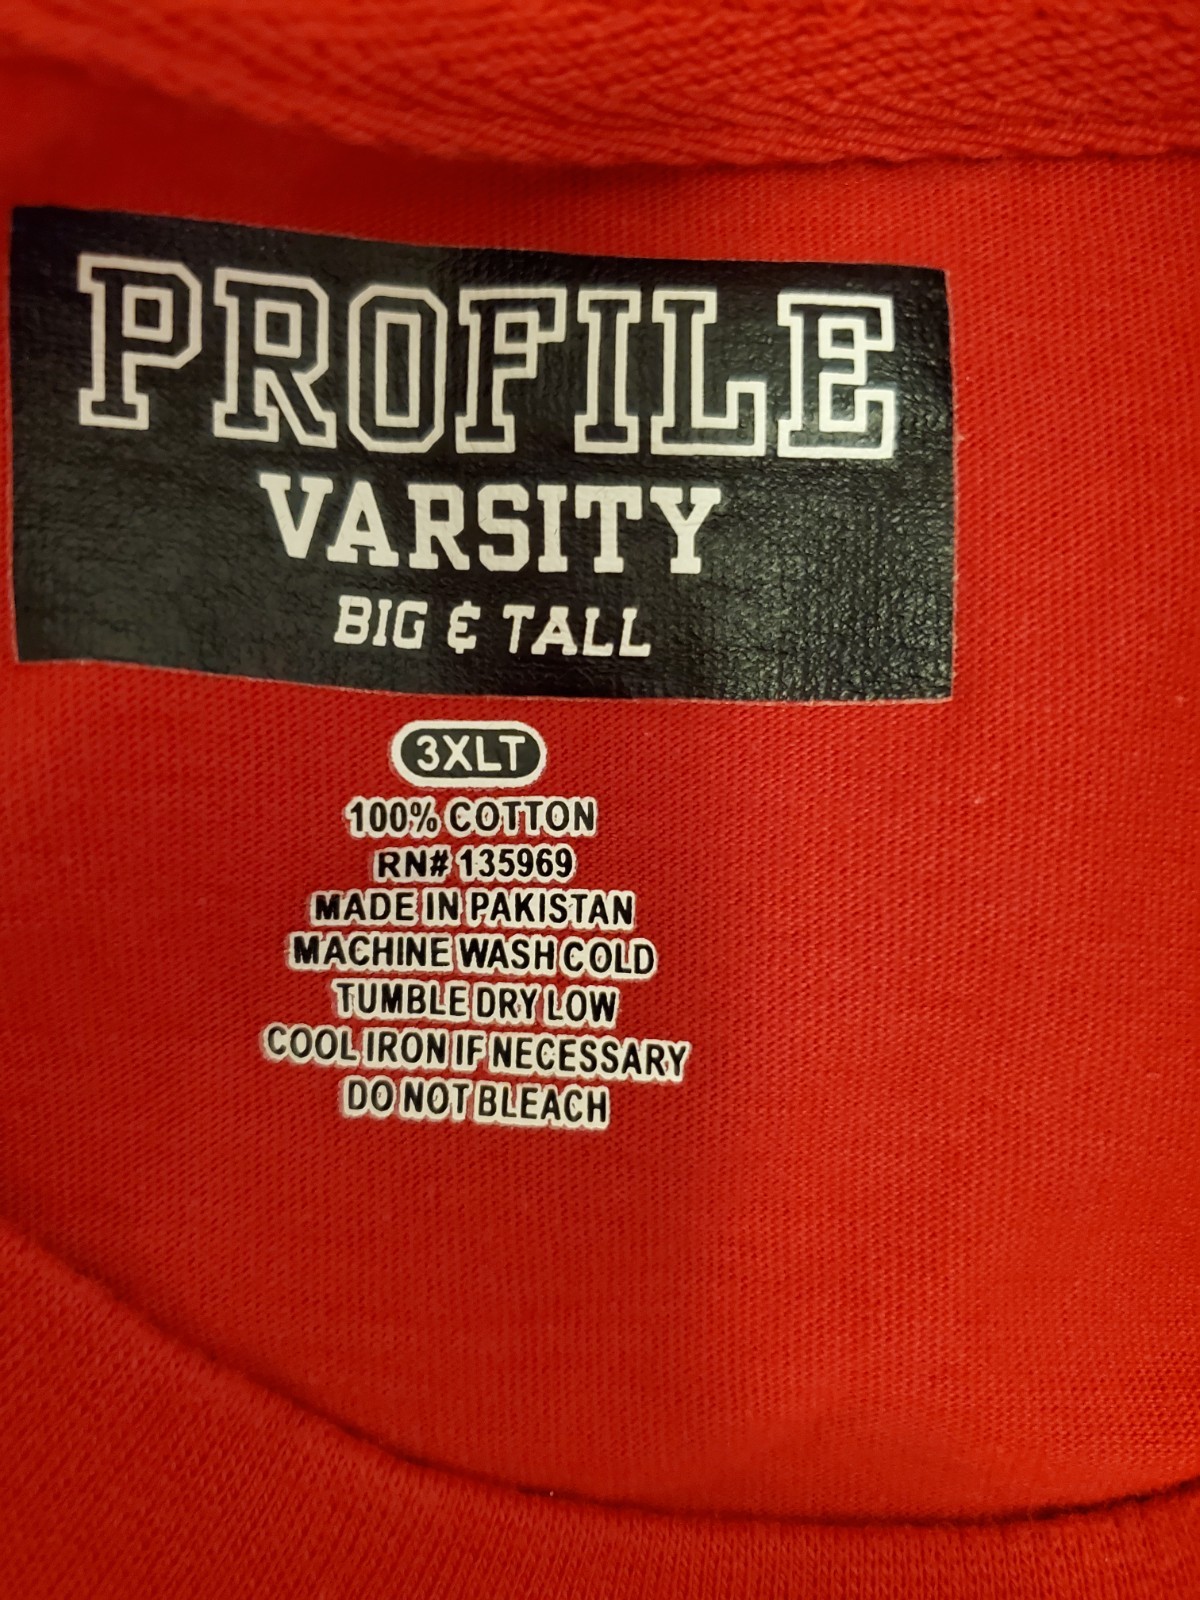 PROFILE
VARSITY
BIG & TALL
3XLT
100% COTTON
RN# 135969
MADE IN PAKISTAN
MACHINE WASH COLD
TUMBLE DRY LOW
COOL IRON IF NECESSARY
DO NOT BLEACH